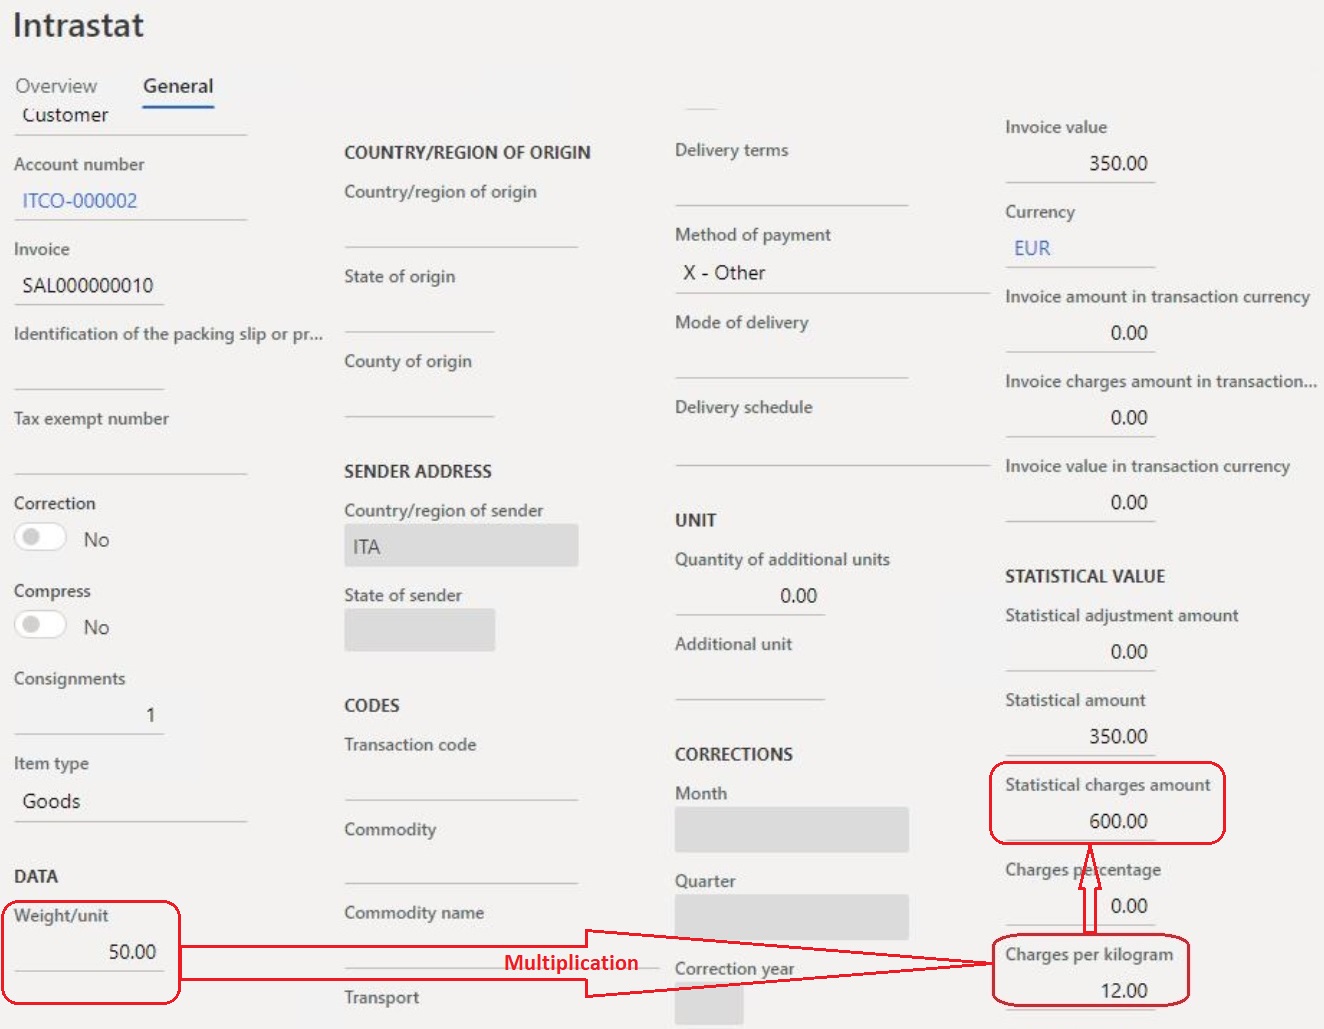 Intrastat
Overview
General
Customer
Account number
ITCO-000002
Invoice
SAL000000010
Identification of the packing slip or pr...
Tax exempt number
Correction
No
Compress
No
Consignments
1
Item type
Goods
DATA
Weight/unit
50.00
COUNTRY/REGION OF ORIGIN
Country/region of origin
State of origin
County of origin
SENDER ADDRESS
Country/region of sender
ITA
State of sender
CODES
Transaction code
Commodity
Commodity name
Multiplication
Transport
Delivery terms
Method of payment
X - Other
Mode of delivery
Delivery schedule
UNIT
Quantity of additional units
0.00
Additional unit
CORRECTIONS
Month
Quarter
Correction year
Invoice value
350.00
Currency
EUR
Invoice amount in transaction currency
0.00
Invoice charges amount in transaction...
0.00
Invoice value in transaction currency
0.00
STATISTICAL VALUE
Statistical adjustment amount
0.00
Statistical amount
350.00
Statistical charges amount
600.00
Charges percentage
0.00
Charges per kilogram
12.00